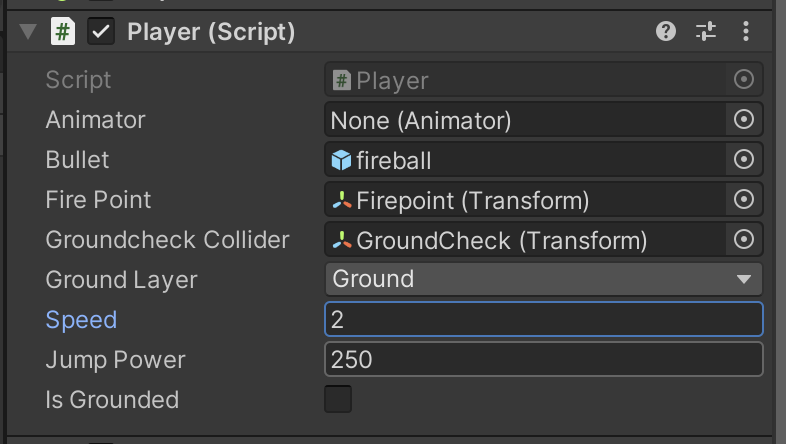 Player (Script)
Script Player
Animator None (Animator)
Bullet fireball
Fire Point Firepoint (Transform)
Groundcheck Collider GroundCheck (Transform)
Ground Layer Ground
Speed 2
Jump Power 250
Is Grounded